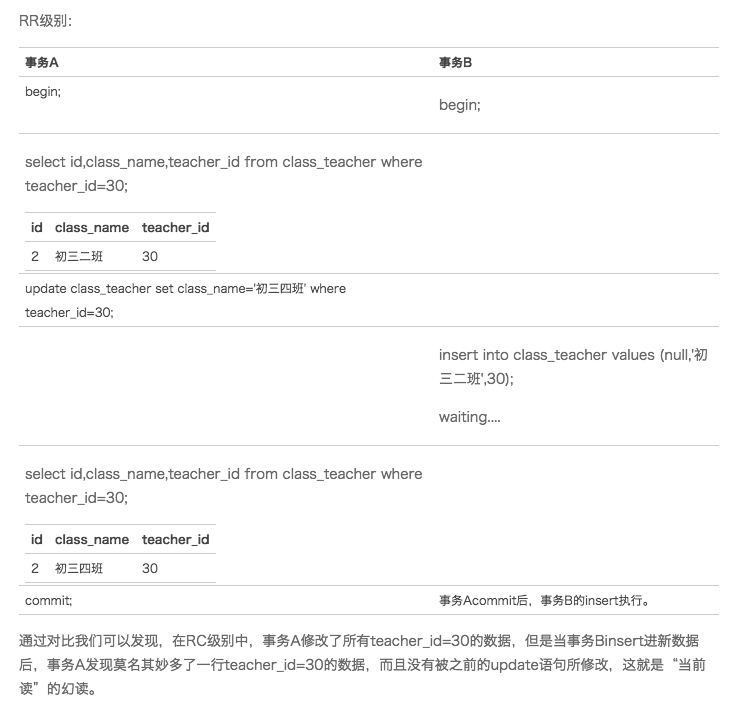 RR级别:
事务A 事务B
begin;
begin;
select id,class_name,teacher_id from class_teacher where
teacher_id=30;
id class_name teacher_id
2 初三二班 30
update class_teacher set class_name='初三四班' where
teacher_id=30;
insert into class_teacher values (null,'初
三二班',30);
waiting....
select id,class_name,teacher_id from class_teacher where
teacher_id=30;
id class_name teacher_id
2 初三四班 30
commit; 事务Acommit后，事务B的insert执行。
通过对比我们可以发现，在RC级别中，事务A修改了所有teacher_id=30的数据，但是当事务Binsert进新数据
后，事务A发现莫名其妙多了一行teacher_id=30的数据，而且没有被之前的update语句所修改，这就是“当前
读”的幻读。